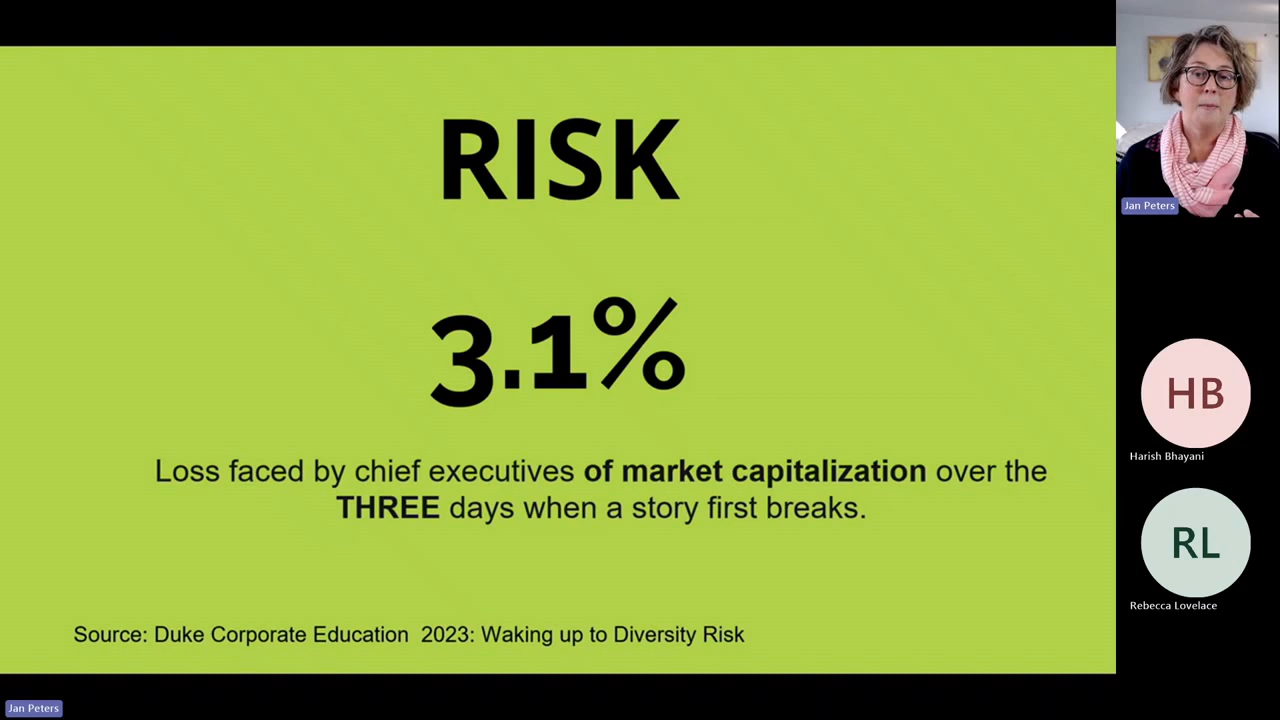 RISK
3.1%
Loss faced by chief executives of market capitalization over the
THREE days when a story first breaks.
Source: Duke Corporate Education  2023: Waking up to Diversity Risk
Jan Peters
HB
Harish Bhayani
RL
Rebecca Lovelace
Jan Peters